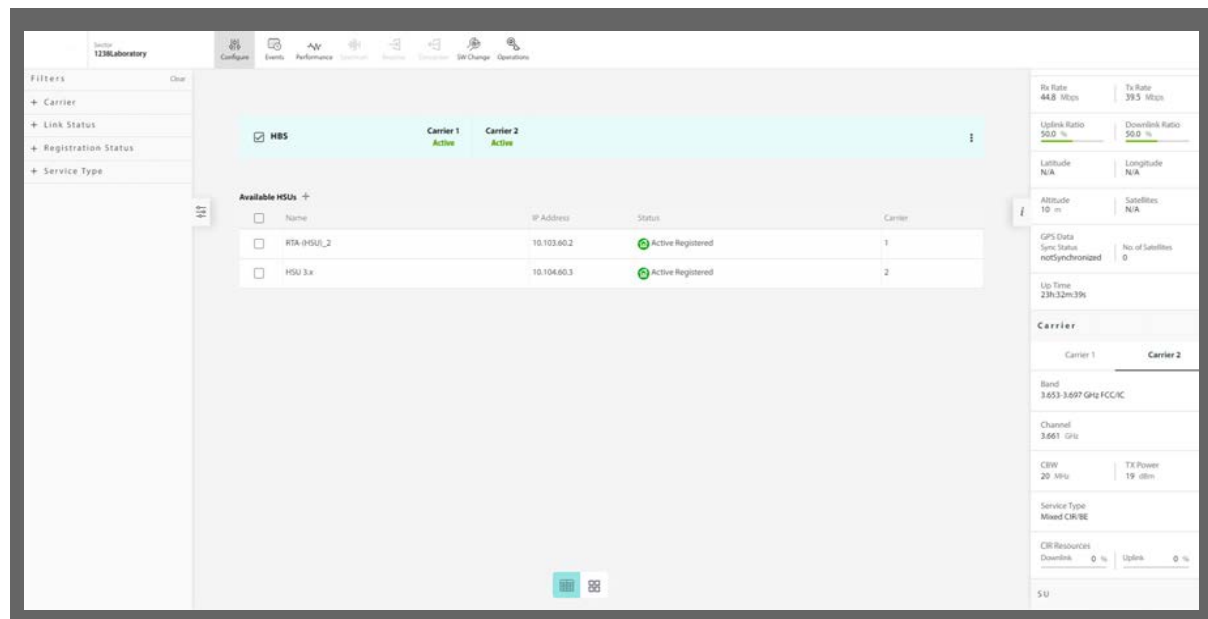 Sector
1238Laboratory
Configure Events Performance Spectrum SW Change Operations
Filters Clear
+ Carrier
+ Link Status
+ Registration Status
+ Service Type
HBS
Carrier 1 Carrier 2
Active Active
Available HSUs +
Name IP Address Status Carrier
RTA-(HSU)_2 10.103.60.2 Active Registered 1
HSU 3.x 10.104.60.3 Active Registered 2
i
Rx Rate Tx Rate
44.8 Mbps 39.5 Mbps
Uplink Ratio Downlink Ratio
50.0 % 50.0 %
Latitude Longitude
N/A N/A
Altitude Satellites
10 m N/A
GPS Data
Sync Status No. of Satellites
notSynchronized 0
Up Time
23h:32m:39s
Carrier
Carrier 1 Carrier 2
Band
3.653-3.697 GHz FCC/IC
Channel
3.661 GHz
CBW TX Power
20 MHz 19 dBm
Service Type
Mixed CIR/BE
CIR Resources
Downlink 0 % Uplink 0 %
SU